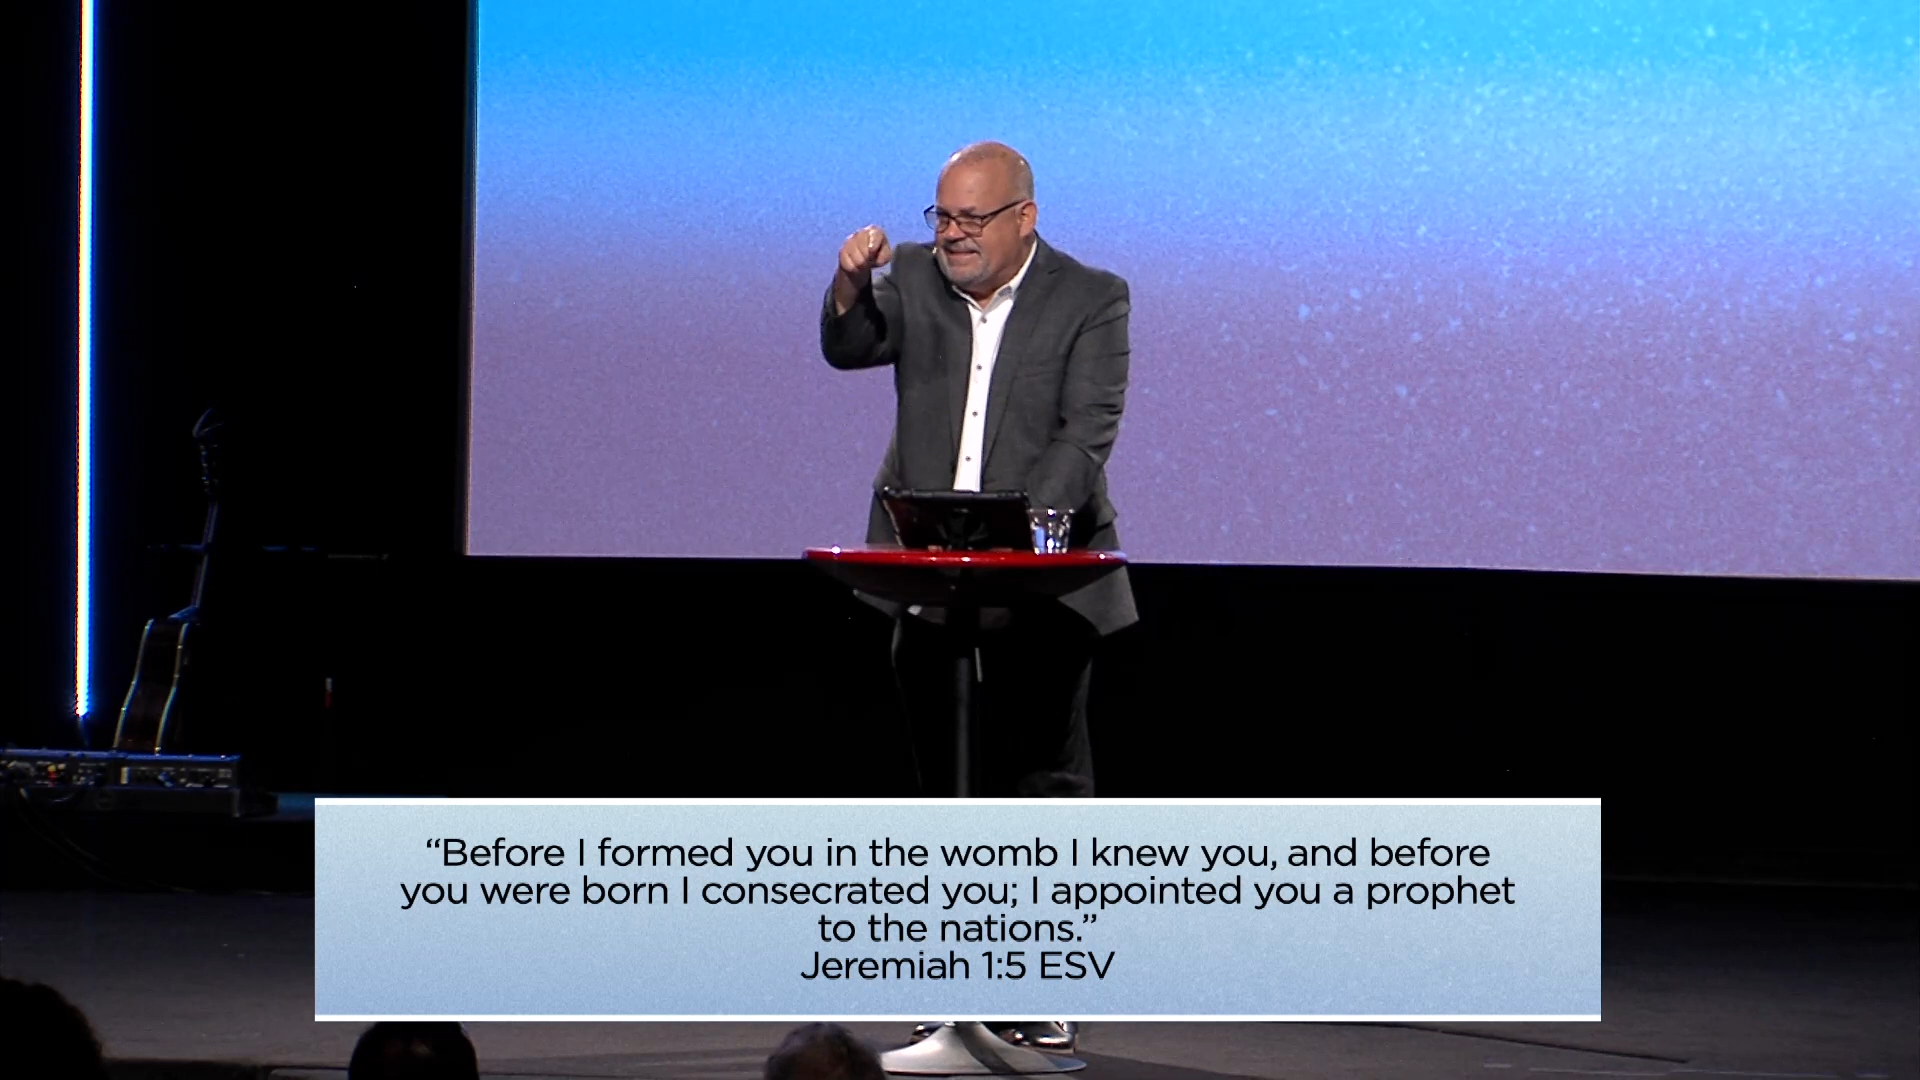 “Before I formed you in the womb I knew you, and before
you were born I consecrated you; I appointed you a prophet
to the nations.”
Jeremiah 1:5 ESV